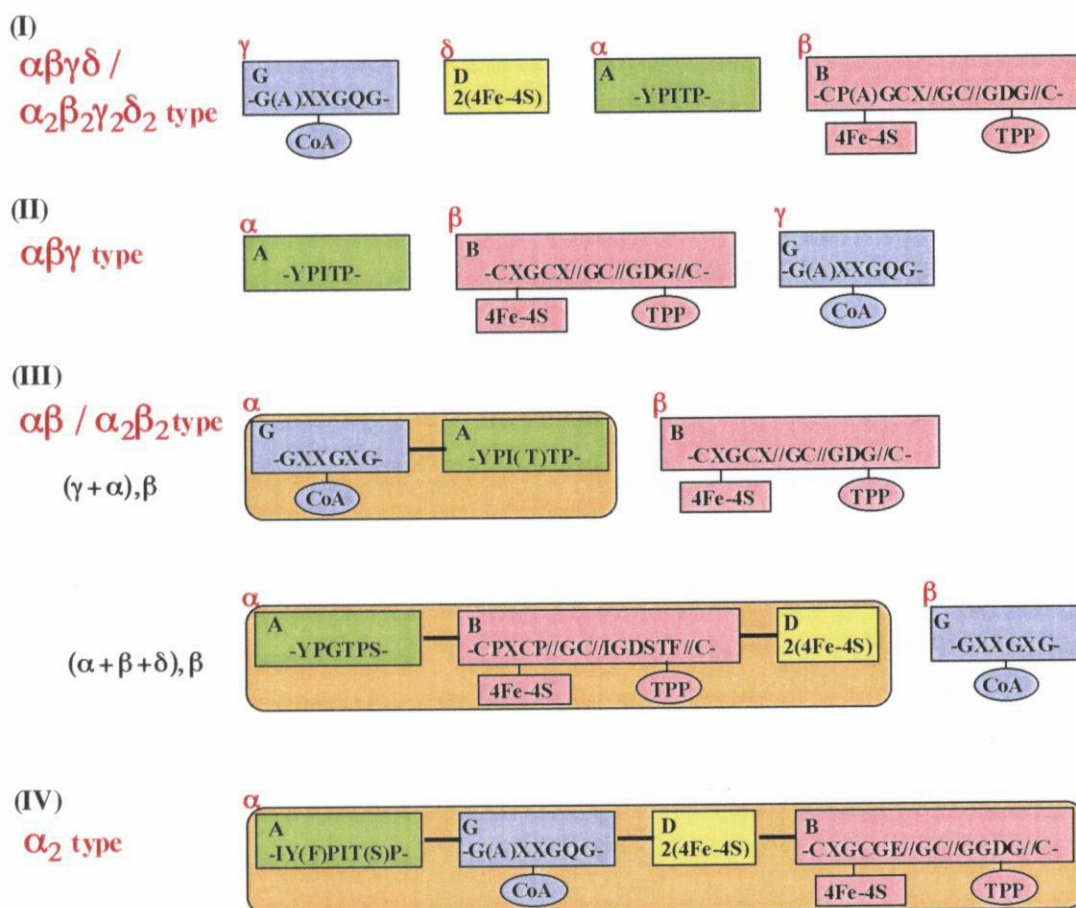 (I)
αβγδ /
α₂β₂γ₂δ₂ type
γ
G
-G(A)XXGQG-
CoA
δ
D
2(4Fe-4S)
α
A
-YPITP-
β
B
-CP(A)GCX//GC//GDG//C-
4Fe-4S
TPP
(II)
αβγ type
α
A
-YPITP-
β
B
-CXGCX//GC//GDG//C-
4Fe-4S
TPP
γ
G
-G(A)XXGQG-
CoA
(III)
αβ / α₂β₂ type
(γ+α),β
α
G
-GXXGXG-
CoA
A
-YPI( T)TP-
β
B
-CXGCX//GC//GDG//C-
4Fe-4S
TPP
(α+β+δ),β
α
A
-YPGTPS-
B
-CPXCP//GC//IGDSTF//C-
4Fe-4S
TPP
D
2(4Fe-4S)
β
G
-GXXGXG-
CoA
(IV)
α₂ type
α
A
-IY(F)PIT(S)P-
G
-G(A)XXGQG-
CoA
D
2(4Fe-4S)
B
-CXGCGE//GC//GGDG//C-
4Fe-4S
TPP